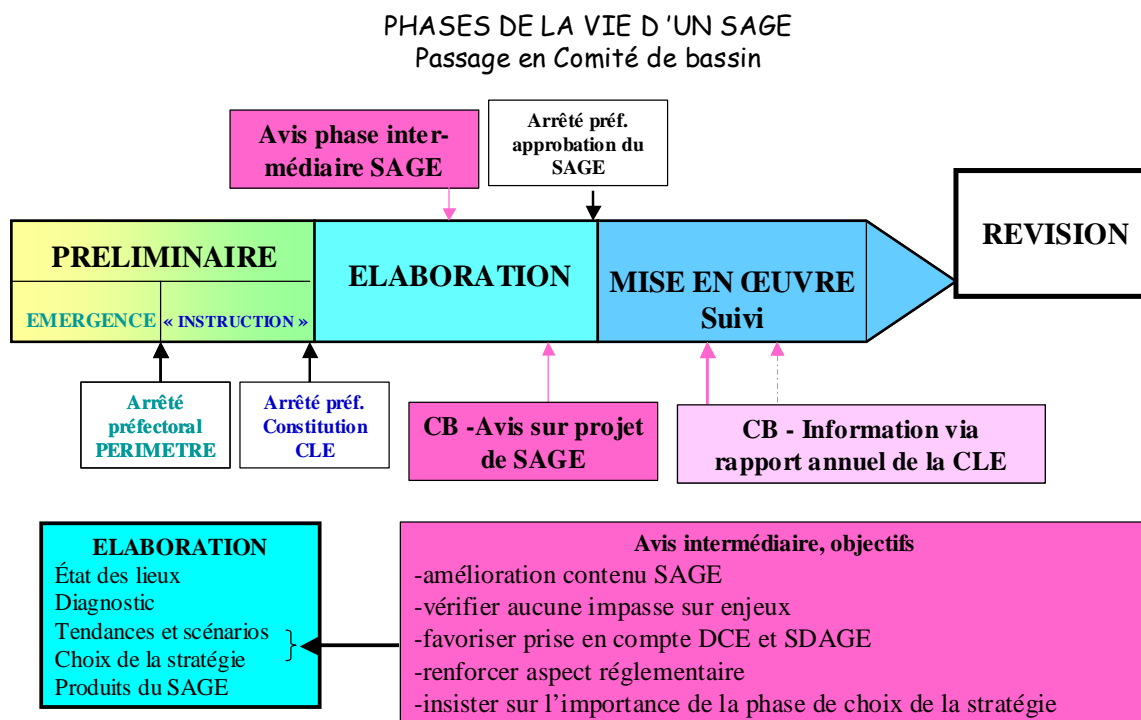 PHASES DE LA VIE D 'UN SAGE
Passage en Comité de bassin
Avis phase inter-
médiaire SAGE
Arrêté préf.
approbation du
SAGE
PRELIMINAIRE
EMERGENCE
« INSTRUCTION »
ELABORATION
MISE EN ŒUVRE
Suivi
REVISION
Arrêté
préfectoral
PERIMETRE
Arrêté préf.
Constitution
CLE
CB -Avis sur projet
de SAGE
CB - Information via
rapport annuel de la CLE
ELABORATION
État des lieux
Diagnostic
Tendances et scénarios
Choix de la stratégie
Produits du SAGE
Avis intermédiaire, objectifs
-amélioration contenu SAGE
-vérifier aucune impasse sur enjeux
-favoriser prise en compte DCE et SDAGE
-renforcer aspect réglementaire
-insister sur l'importance de la phase de choix de la stratégie